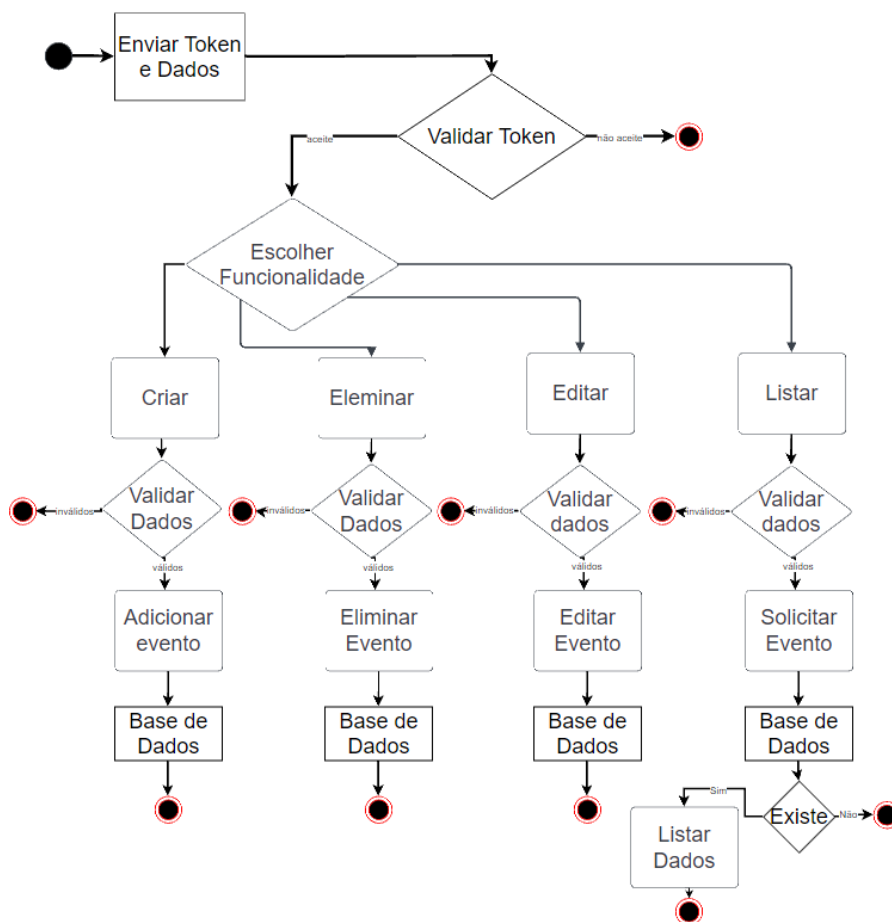 Enviar Token
e Dados
Validar Token
aceite
não aceite
Escolher
Funcionalidade
Criar
Eleminar
Editar
Listar
Validar
Dados
inválidos
válidos
Validar
Dados
inválidos
válidos
Validar
dados
inválidos
válidos
Validar
dados
inválidos
válidos
Adicionar
evento
Eliminar
Evento
Editar
Evento
Solicitar
Evento
Base de
Dados
Base de
Dados
Base de
Dados
Base de
Dados
Existe
Sim
Não
Listar
Dados